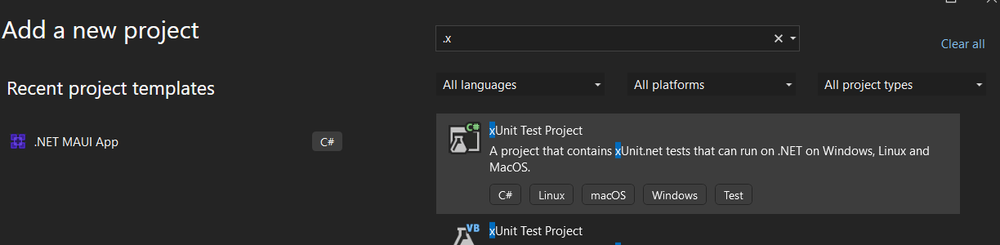 Add a new project
.x
Clear all
Recent project templates
All languages
All platforms
All project types
.NET MAUI App
C#
C#
xUnit Test Project
A project that contains xUnit.net tests that can run on .NET on Windows, Linux and
MacOS.
C#
Linux
macOS
Windows
Test
VB
xUnit Test Project